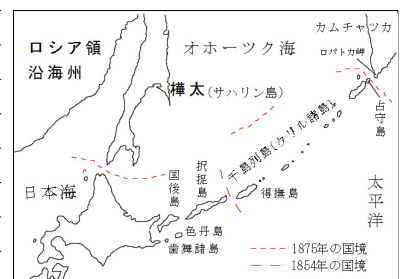 カムチャツカ
ロパトカ岬
ロシア領
沿海州
オホーツク海
樺太(サハリン島)
占守島
千島列島(クリル諸島)
択捉島
国後島
得撫島
日本海
太平洋
色丹島
歯舞諸島
1875年の国境
1854年の国境